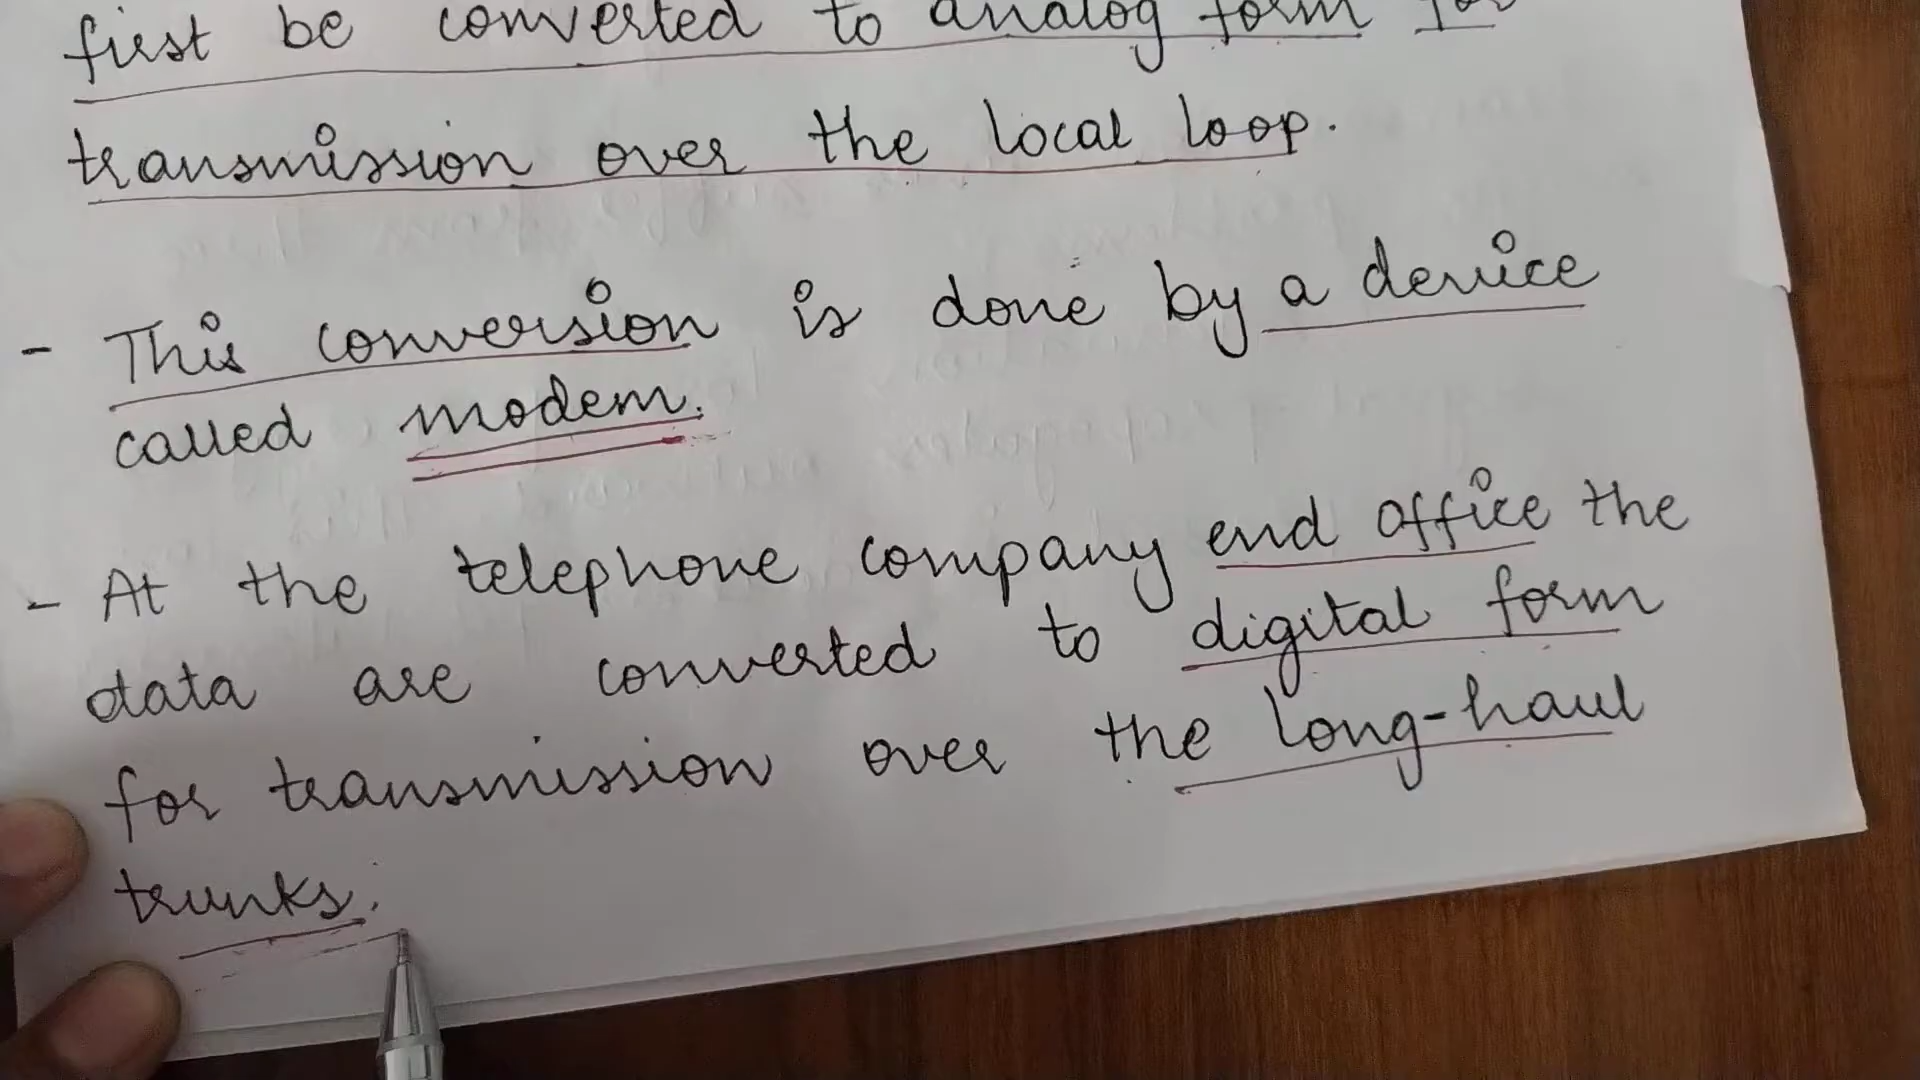 first be converted to analog form for
transmission over the local loop.
- This conversion is done by a device
called modem.
- At the telephone company end office the
data are converted to digital form
for transmission over the long-haul
trunks.